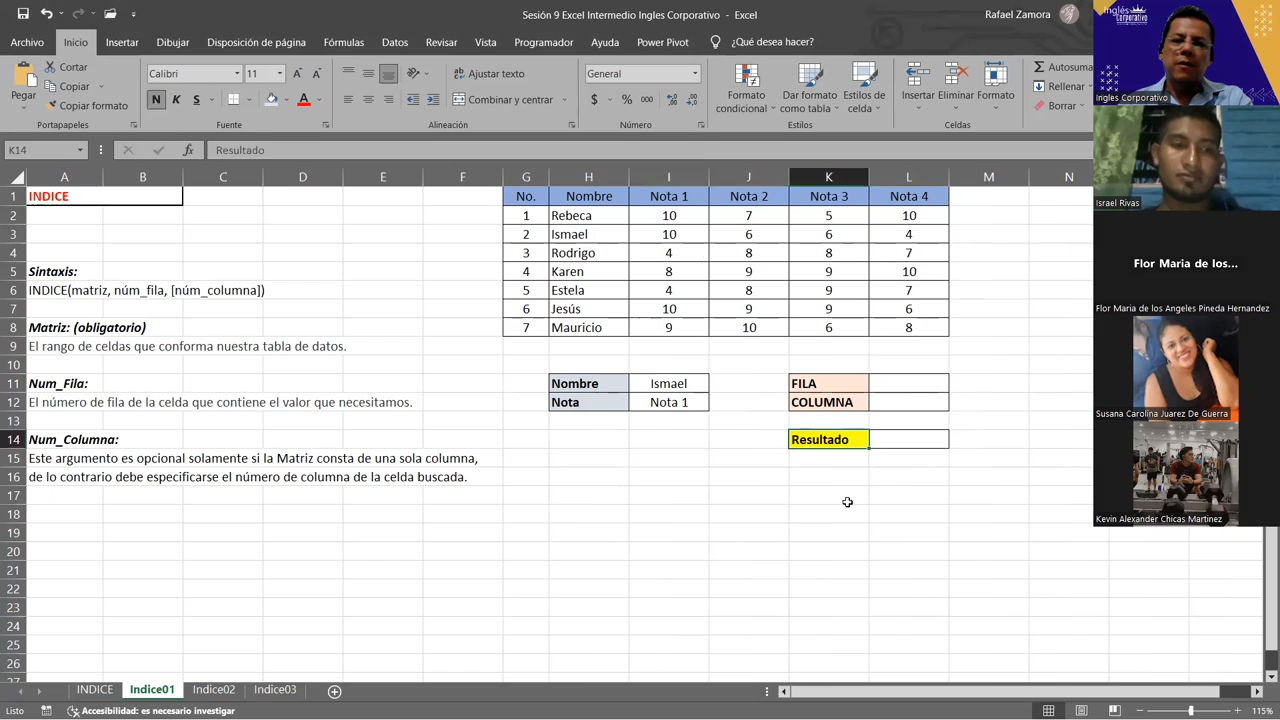 Sesión 9 Excel Intermedio Ingles Corporativo - Excel
Rafael Zamora
Archivo Inicio Insertar Dibujar Disposición de página Fórmulas Datos Revisar Vista Programador Ayuda Power Pivot ¿Qué desea hacer?
Pegar
Cortar
Copiar
Copiar formato
Portapapeles
Calibri 11
N K S
Fuente
Ajustar texto
Combinar y centrar
Alineación
General
$ % 000
Número
Formato condicional
Dar formato como tabla
Estilos de celda
Estilos
Insertar Eliminar Formato
Celdas
Autosuma
Rellenar
Borrar
K14 fx Resultado
A B C D E F G H I J K L M N
1 INDICE No. Nombre Nota 1 Nota 2 Nota 3 Nota 4
2 1 Rebeca 10 7 5 10
3 2 Ismael 10 6 6 4
4 3 Rodrigo 4 8 8 7
5 Sintaxis: 4 Karen 8 9 9 10
6 INDICE(matriz, núm_fila, [núm_columna]) 5 Estela 4 8 9 7
7 6 Jesús 10 9 9 6
8 Matriz: (obligatorio) 7 Mauricio 9 10 6 8
9 El rango de celdas que conforma nuestra tabla de datos.
10
11 Num_Fila: Nombre Ismael FILA
12 El número de fila de la celda que contiene el valor que necesitamos. Nota Nota 1 COLUMNA
13
14 Num_Columna: Resultado
15 Este argumento es opcional solamente si la Matriz consta de una sola columna,
16 de lo contrario debe especificarse el número de columna de la celda buscada.
17
18
19
20
21
22
23
24
25
26
INDICE Indice01 Indice02 Indice03
Listo Accesibilidad: es necesario investigar 115%
Inglés
Corporativo
Ingles Corporativo
Israel Rivas
Flor Maria de los...
Flor Maria de los Angeles Pineda Hernandez
Susana Carolina Juarez De Guerra
Kevin Alexander Chicas Martinez